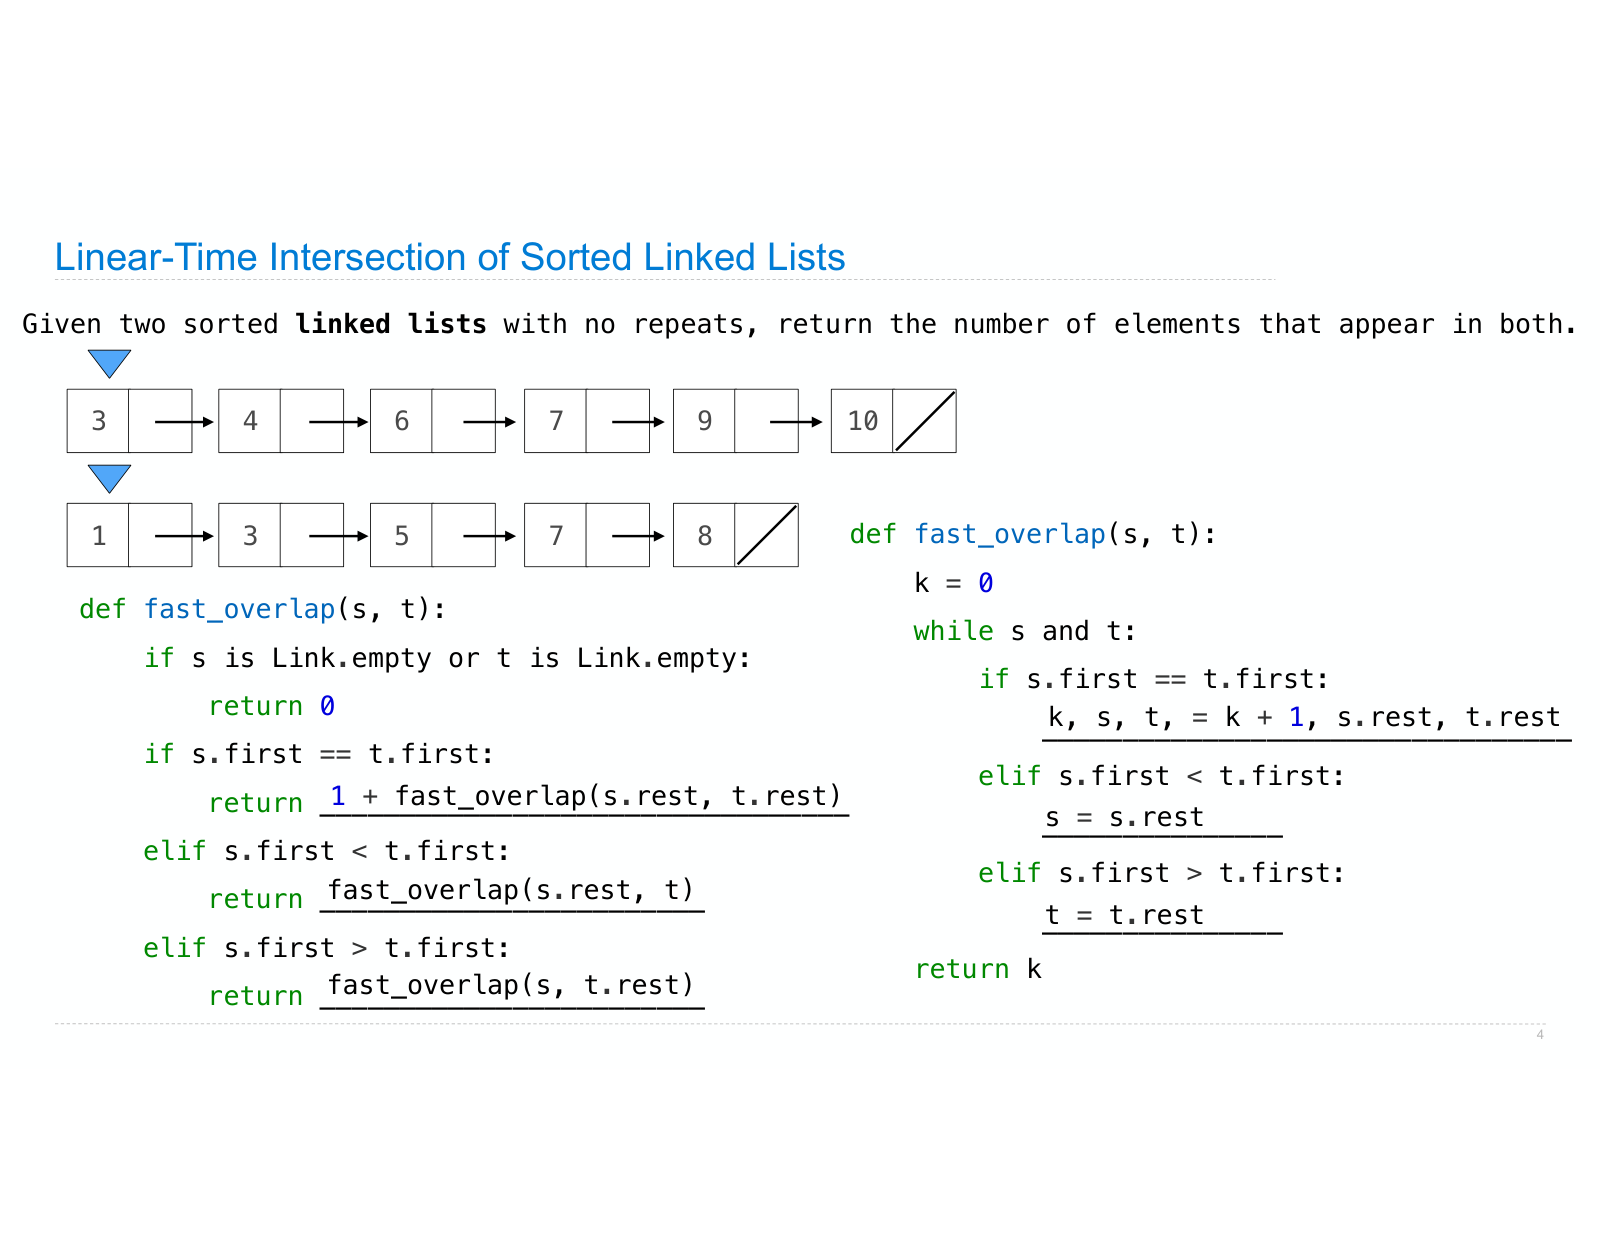 Linear-Time Intersection of Sorted Linked Lists
Given two sorted linked lists with no repeats, return the number of elements that appear in both.
3 4 6 7 9 10
1 3 5 7 8
def fast_overlap(s, t):
if s is Link.empty or t is Link.empty:
return 0
if s.first == t.first:
return 1 + fast_overlap(s.rest, t.rest)
elif s.first < t.first:
return fast_overlap(s.rest, t)
elif s.first > t.first:
return fast_overlap(s, t.rest)
def fast_overlap(s, t):
k = 0
while s and t:
if s.first == t.first:
k, s, t, = k + 1, s.rest, t.rest
elif s.first < t.first:
s = s.rest
elif s.first > t.first:
t = t.rest
return k
4